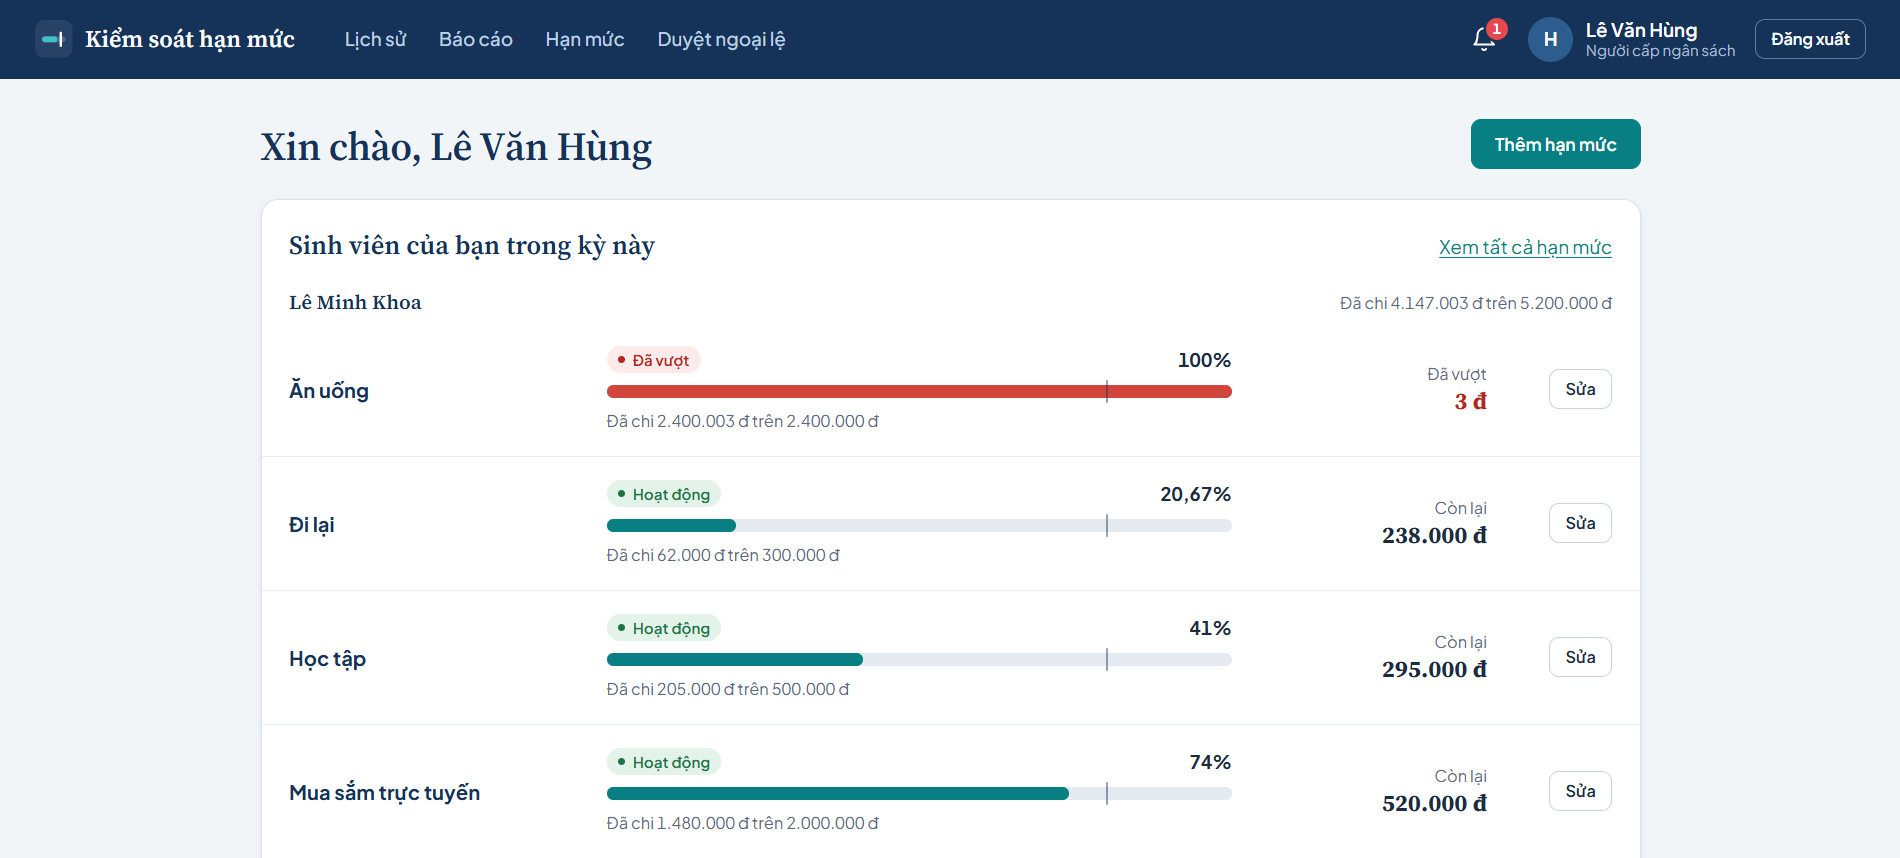 Kiểm soát hạn mức
Lịch sử
Báo cáo
Hạn mức
Duyệt ngoại lệ
1
H
Lê Văn Hùng
Người cấp ngân sách
Đăng xuất
Xin chào, Lê Văn Hùng
Thêm hạn mức
Sinh viên của bạn trong kỳ này
Xem tất cả hạn mức
Lê Minh Khoa
Đã chi 4.147.003 đ trên 5.200.000 đ
Ăn uống
Đã vượt
100%
Đã chi 2.400.003 đ trên 2.400.000 đ
Đã vượt
3 đ
Sửa
Đi lại
Hoạt động
20,67%
Đã chi 62.000 đ trên 300.000 đ
Còn lại
238.000 đ
Sửa
Học tập
Hoạt động
41%
Đã chi 205.000 đ trên 500.000 đ
Còn lại
295.000 đ
Sửa
Mua sắm trực tuyến
Hoạt động
74%
Đã chi 1.480.000 đ trên 2.000.000 đ
Còn lại
520.000 đ
Sửa